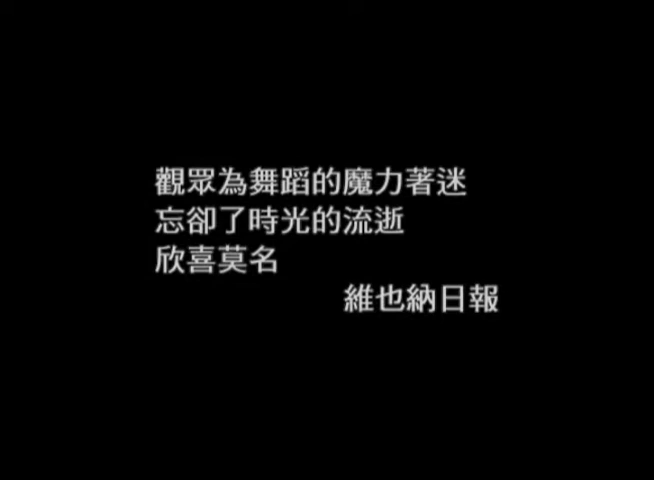 觀眾為舞蹈的魔力著迷
忘卻了時光的流逝
欣喜莫名
維也納日報